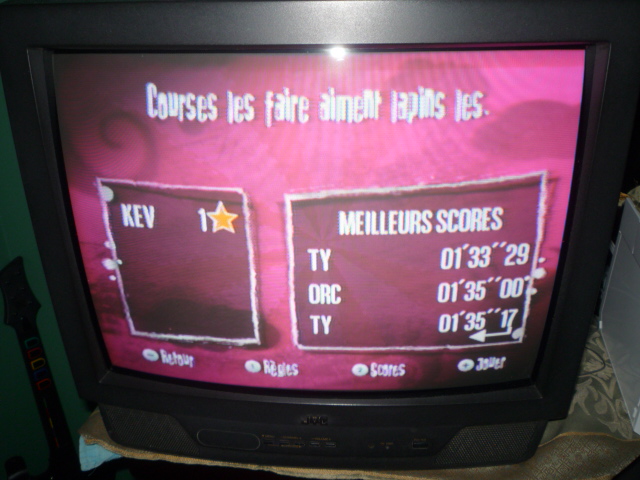 Courses les faire aiment lapins les.
KEV 1
MEILLEURS SCORES
TY 01'33''29
ORC 01'35''00
TY 01'35''17
Retour
Règles
Scores
Jouer
JVC